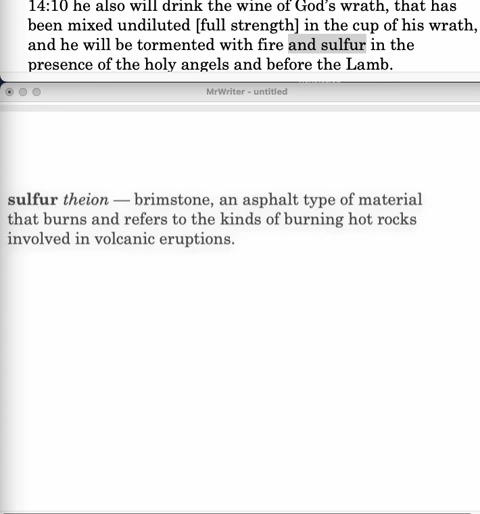 14:10 he also will drink the wine of God's wrath, that has
been mixed undiluted [full strength] in the cup of his wrath,
and he will be tormented with fire and sulfur in the
presence of the holy angels and before the Lamb.
MrWriter - untitled
sulfur theion — brimstone, an asphalt type of material
that burns and refers to the kinds of burning hot rocks
involved in volcanic eruptions.